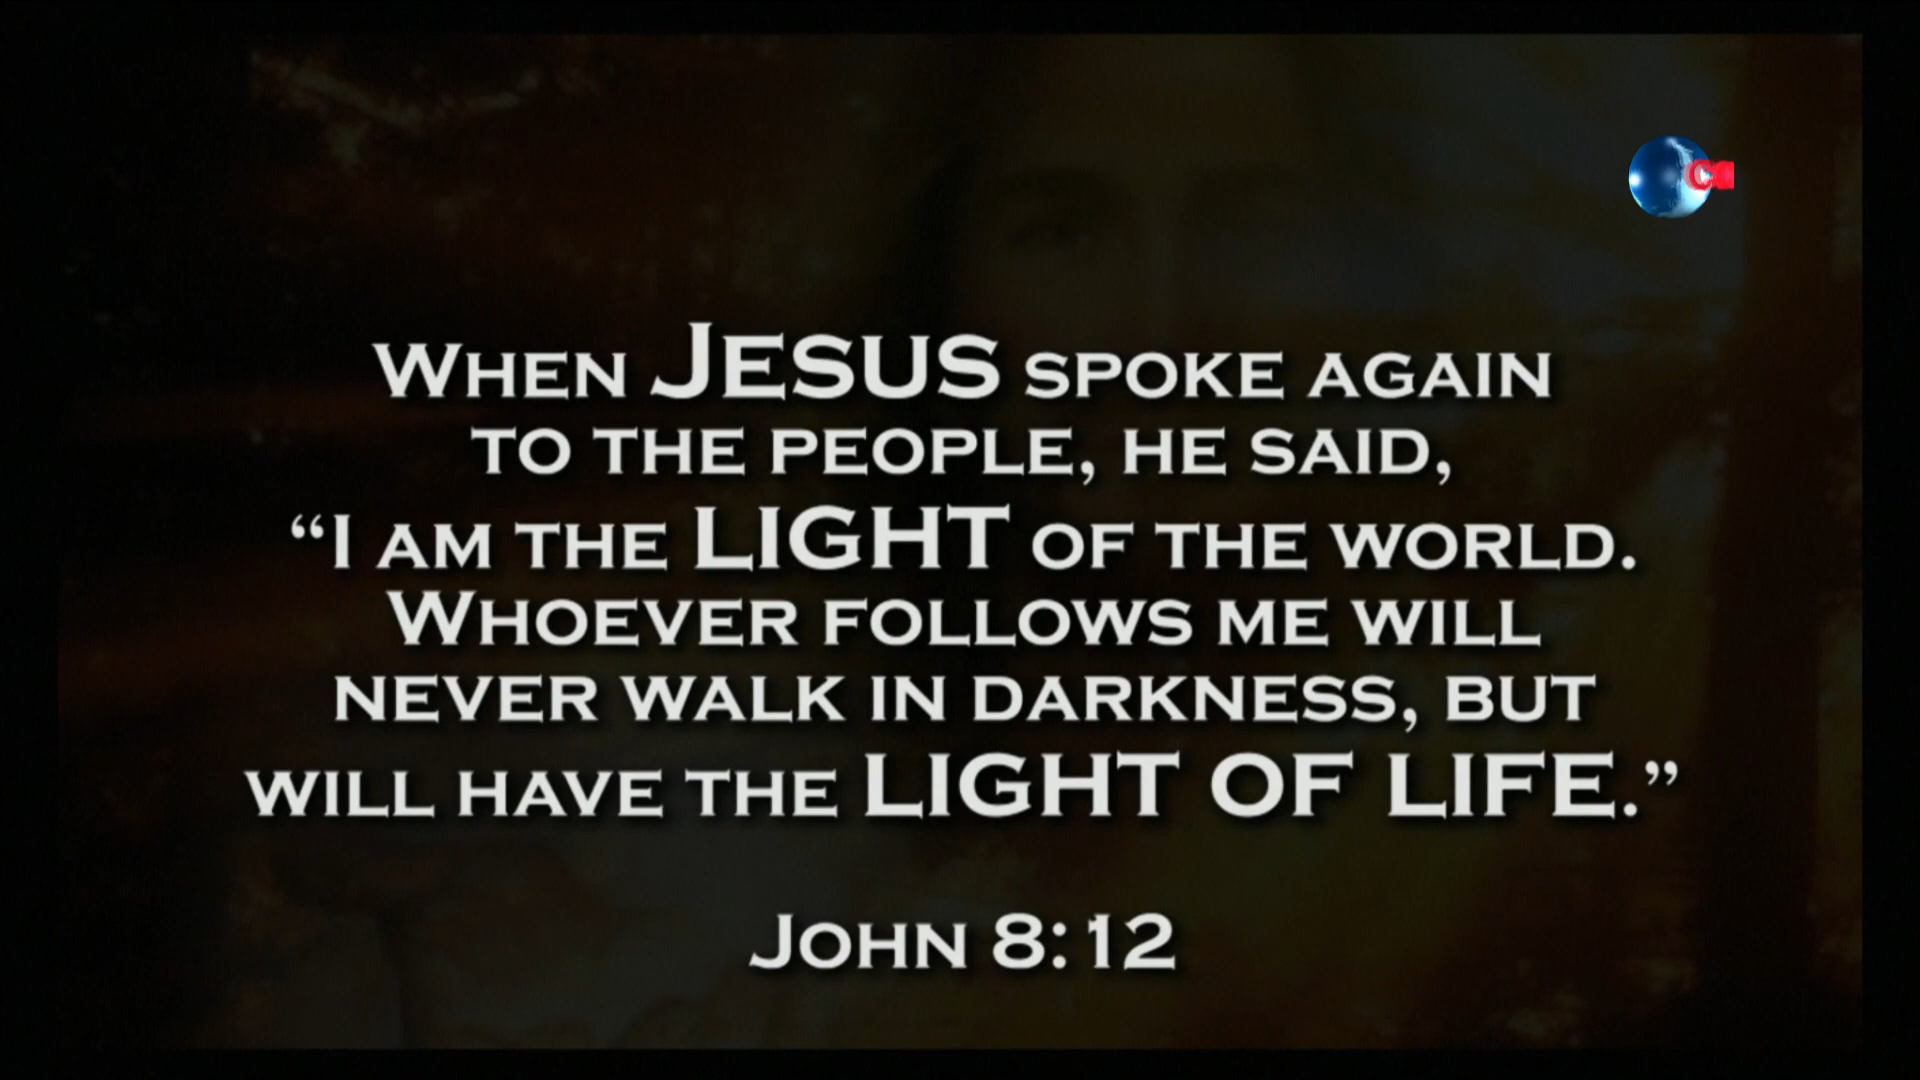 When JESUS spoke again
to the people, he said,
“I am the LIGHT of the world.
Whoever follows me will
never walk in darkness, but
will have the LIGHT OF LIFE.”
John 8:12